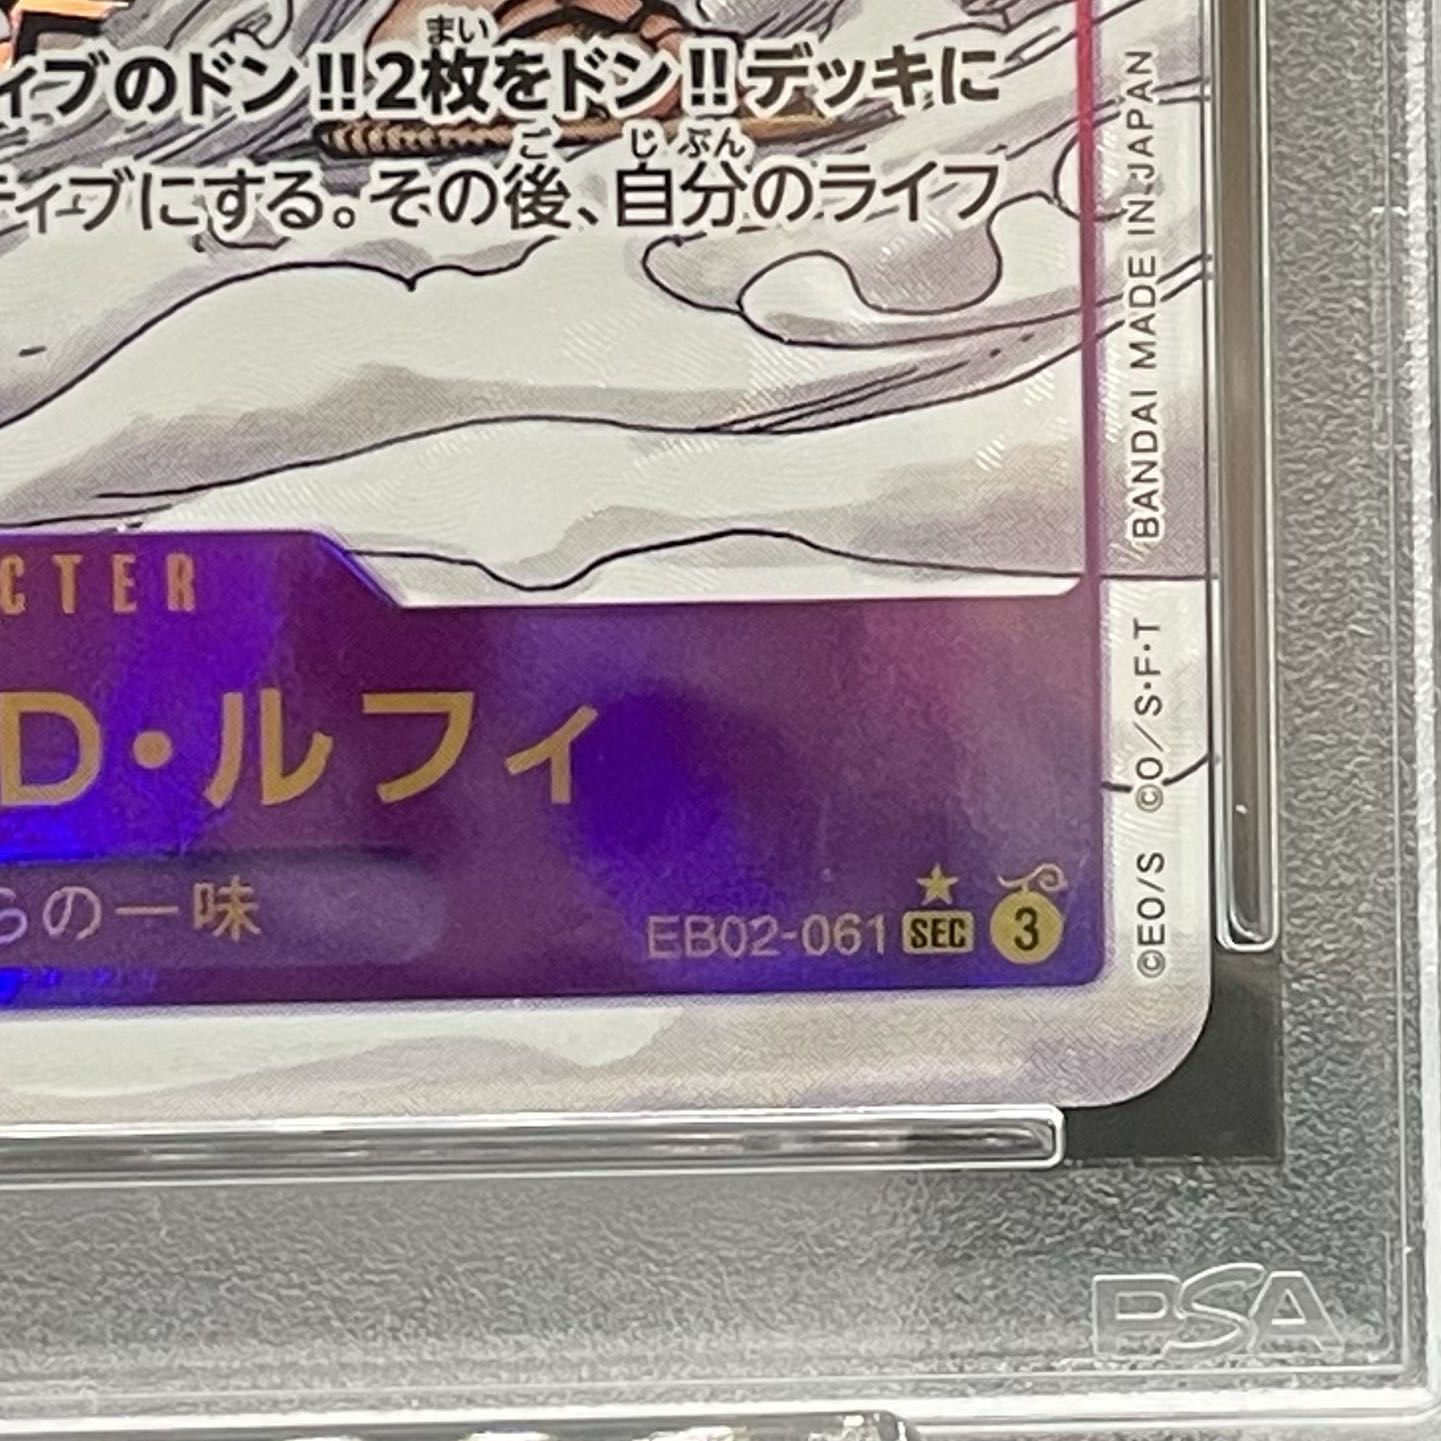 ィブのドン!!2枚をドン!!デッキに
まい
ティブにする。その後、自分のライフ
ご じぶん
CTER
D・ルフィ
らの一味
EB02-061 SEC 3
©EO/S ©O/S・F・T BANDAI MADE IN JAPAN
PSA